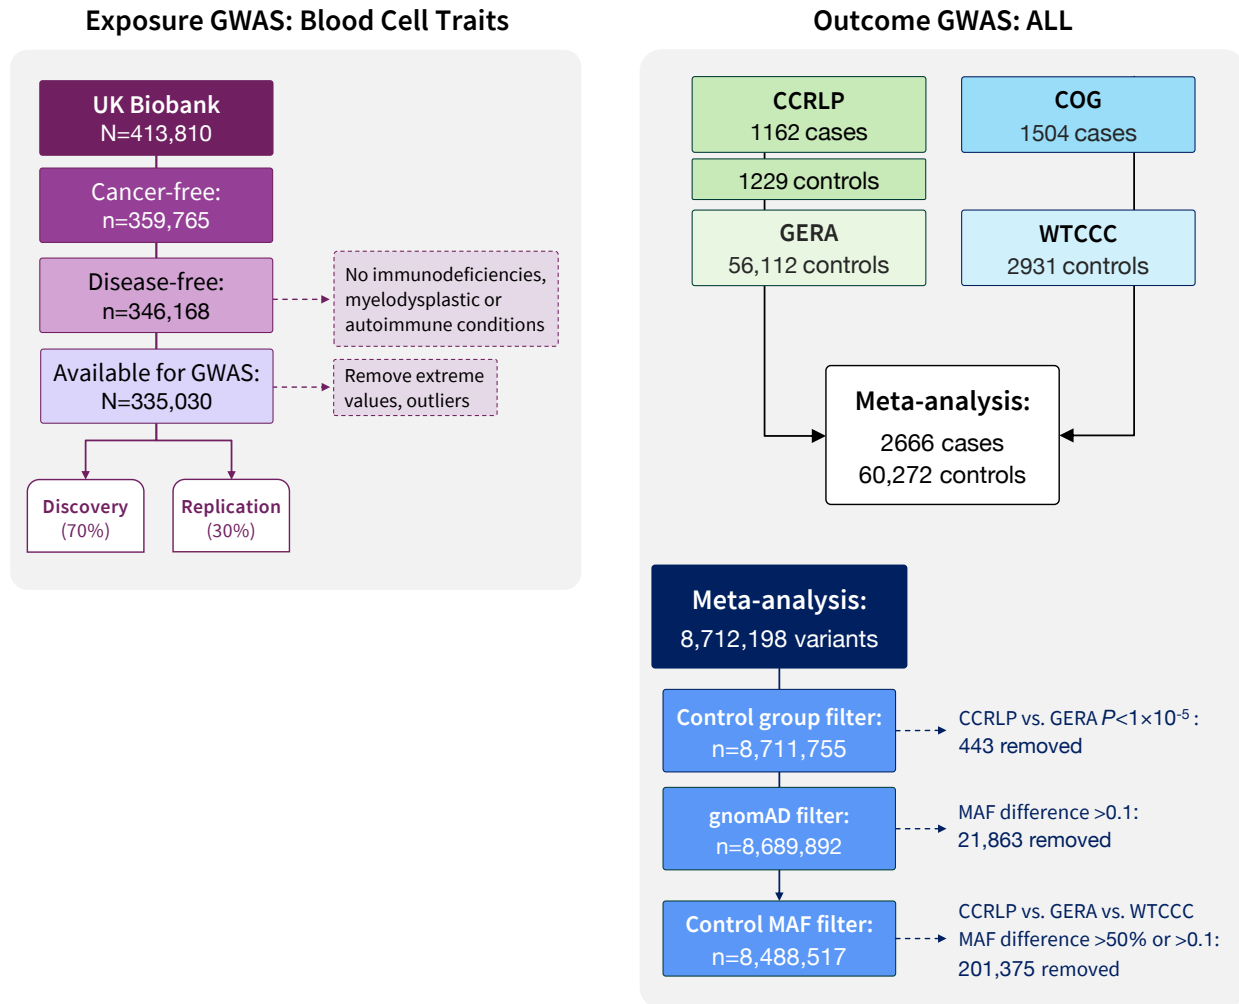 Exposure GWAS: Blood Cell Traits
UK Biobank
N=413,810
Cancer-free:
n=359,765
Disease-free:
n=346,168
No immunodeficiencies,
myelodysplastic or
autoimmune conditions
Available for GWAS:
N=335,030
Remove extreme
values, outliers
Discovery
(70%)
Replication
(30%)
Outcome GWAS: ALL
CCRLP
1162 cases
1229 controls
GERA
56,112 controls
COG
1504 cases
WTCCC
2931 controls
Meta-analysis:
2666 cases
60,272 controls
Meta-analysis:
8,712,198 variants
Control group filter:
n=8,711,755
CCRLP vs. GERA P<1×10⁻⁵ :
443 removed
gnomAD filter:
n=8,689,892
MAF difference >0.1:
21,863 removed
Control MAF filter:
n=8,488,517
CCRLP vs. GERA vs. WTCCC
MAF difference >50% or >0.1:
201,375 removed